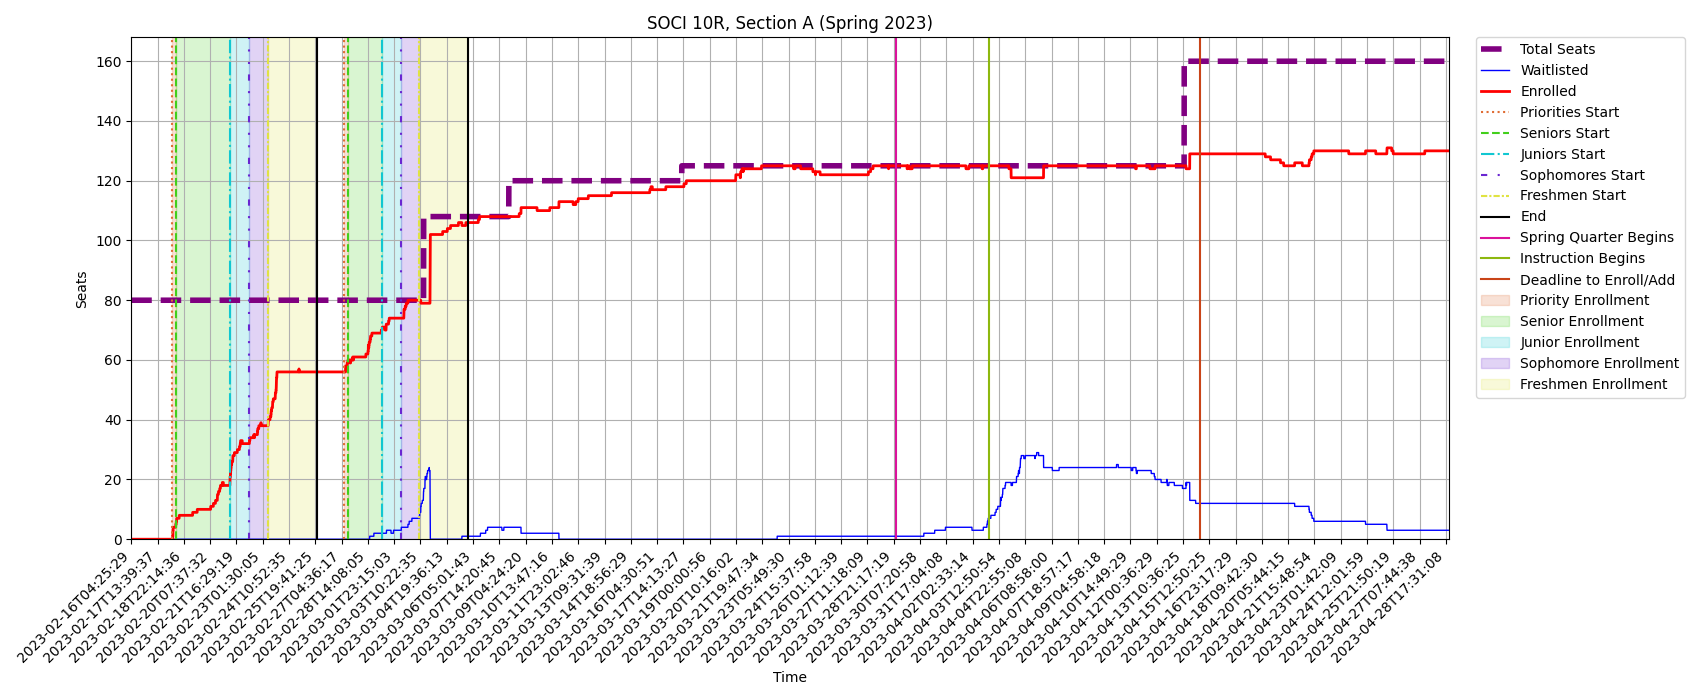 SOCI 10R, Section A (Spring 2023)
160
140
120
100
80
60
40
20
0
Seats
2023-02-16T04:25:29
2023-02-17T13:39:37
2023-02-18T22:14:36
2023-02-20T07:37:32
2023-02-21T16:29:19
2023-02-23T01:30:05
2023-02-24T10:52:35
2023-02-25T19:41:25
2023-02-27T04:36:17
2023-02-28T14:08:05
2023-03-01T23:15:03
2023-03-03T10:22:35
2023-03-04T19:36:13
2023-03-06T05:01:43
2023-03-07T14:20:45
2023-03-09T04:24:20
2023-03-10T13:47:16
2023-03-11T23:02:46
2023-03-13T09:31:39
2023-03-14T18:56:29
2023-03-16T04:30:51
2023-03-17T14:13:27
2023-03-19T00:00:56
2023-03-20T10:16:02
2023-03-21T19:47:34
2023-03-23T05:49:30
2023-03-24T15:37:58
2023-03-26T01:12:39
2023-03-27T11:18:09
2023-03-28T21:17:19
2023-03-30T07:20:58
2023-03-31T17:04:08
2023-04-02T02:33:14
2023-04-03T12:50:54
2023-04-04T22:55:08
2023-04-06T08:58:00
2023-04-07T18:57:17
2023-04-09T04:58:18
2023-04-10T14:49:29
2023-04-12T00:36:29
2023-04-13T10:36:25
2023-04-15T12:50:25
2023-04-16T23:17:29
2023-04-18T09:42:30
2023-04-20T05:44:15
2023-04-21T15:48:54
2023-04-23T01:42:09
2023-04-24T12:01:59
2023-04-25T21:50:19
2023-04-27T07:44:38
2023-04-28T17:31:08
Time
Total Seats
Waitlisted
Enrolled
Priorities Start
Seniors Start
Juniors Start
Sophomores Start
Freshmen Start
End
Spring Quarter Begins
Instruction Begins
Deadline to Enroll/Add
Priority Enrollment
Senior Enrollment
Junior Enrollment
Sophomore Enrollment
Freshmen Enrollment